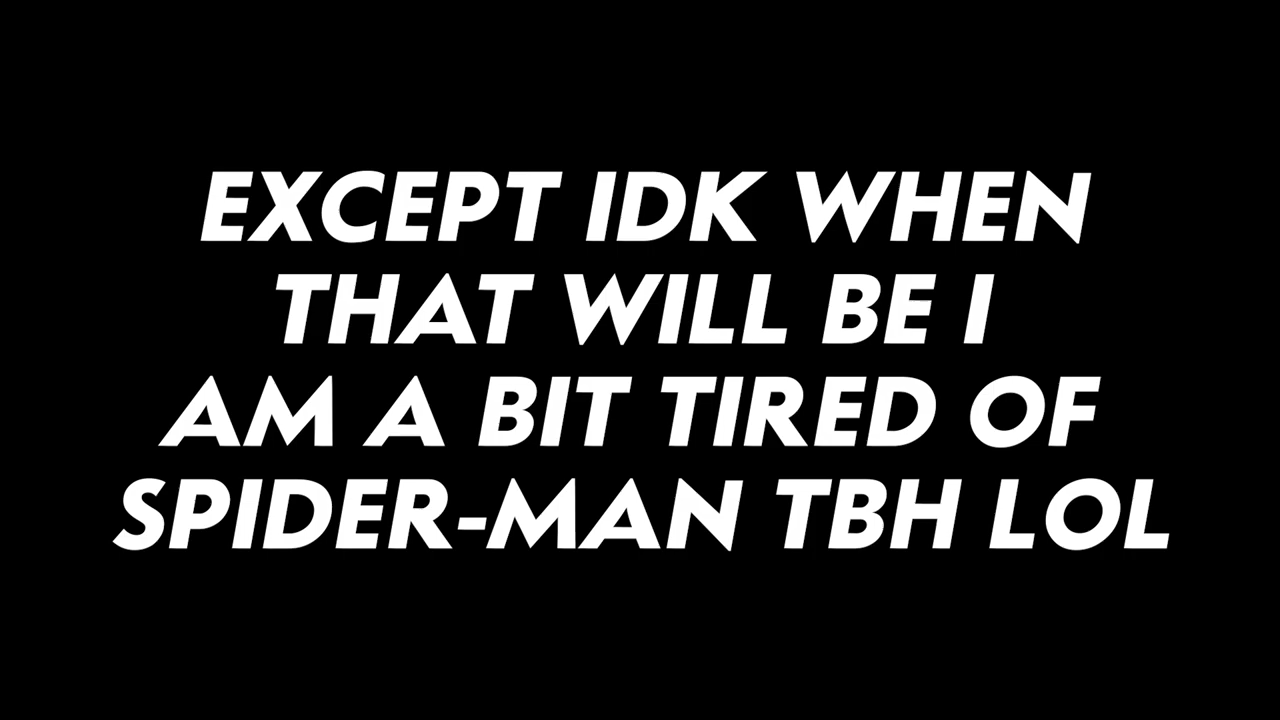 EXCEPT IDK WHEN
THAT WILL BE I
AM A BIT TIRED OF
SPIDER-MAN TBH LOL